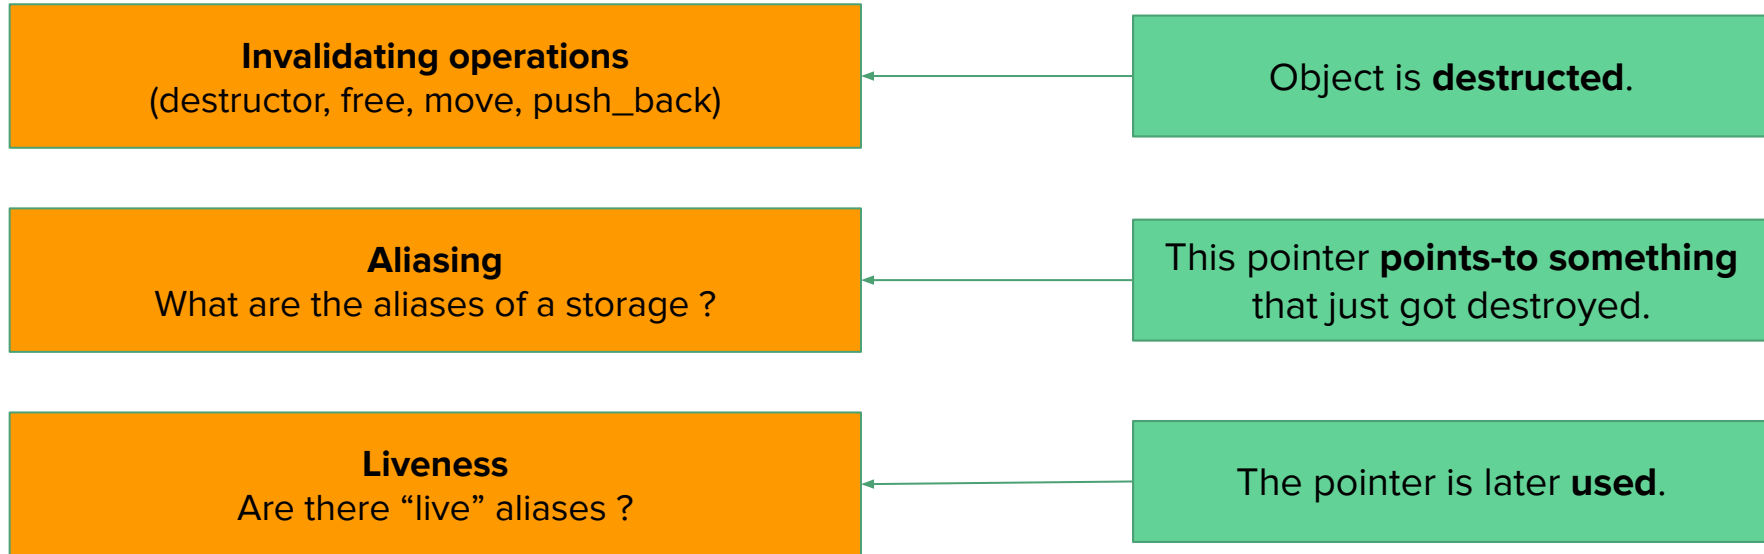 Invalidating operations
(destructor, free, move, push_back)
Object is destructed.
Aliasing
What are the aliases of a storage ?
This pointer points-to something
that just got destroyed.
Liveness
Are there “live” aliases ?
The pointer is later used.